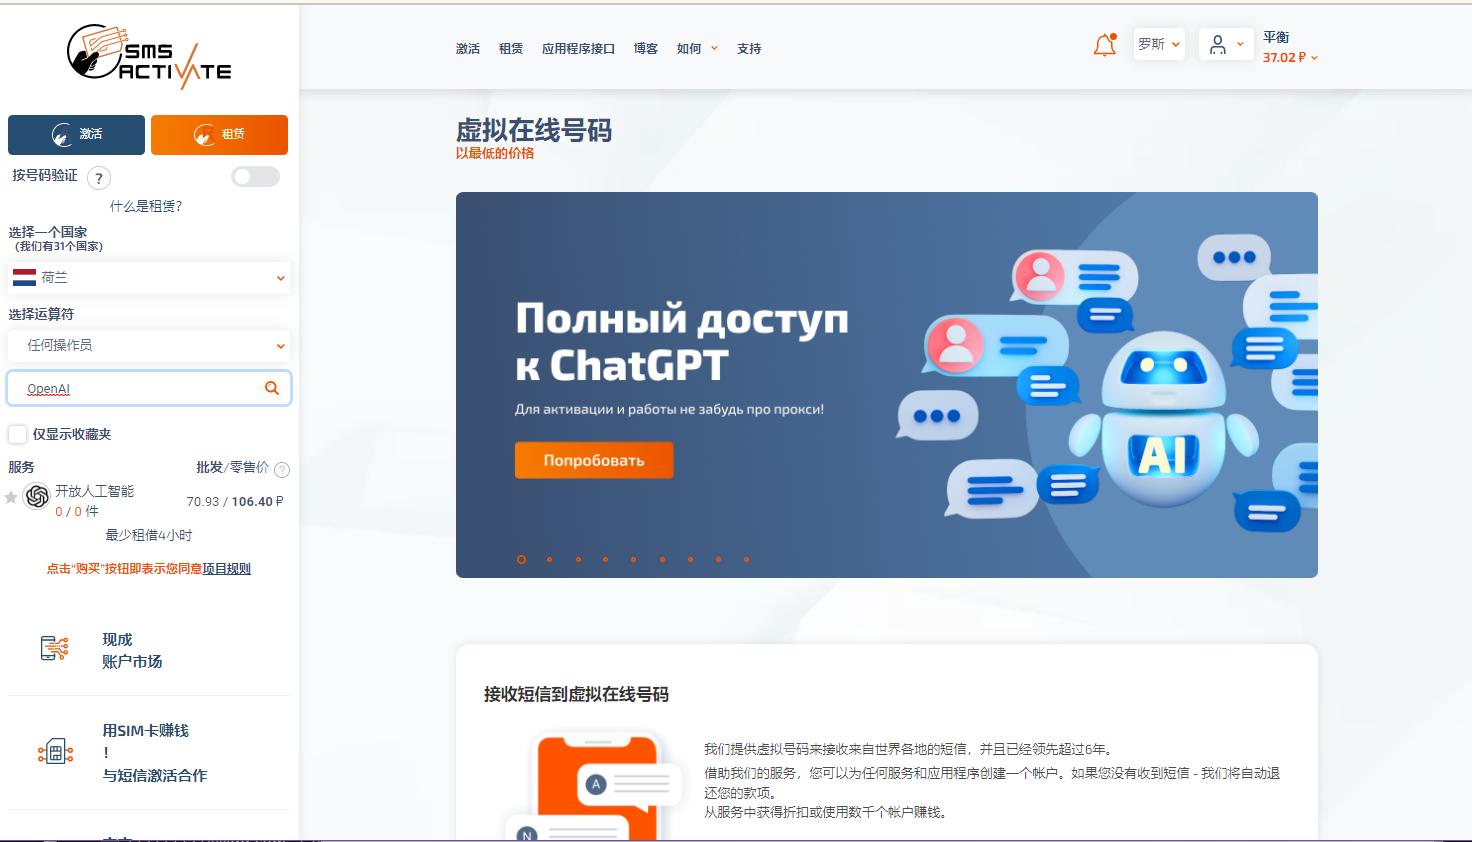 SMS
ACTIVATE
激活
租赁
应用程序接口
博客
如何
支持
罗斯
平衡
37.02 ₽
激活
租赁
按号码验证
?
什么是租赁?
选择一个国家
(我们有31个国家)
荷兰
选择运算符
任何操作员
OpenAI
仅显示收藏夹
服务
批发/零售价
?
开放人工智能
0 / 0 件
70.93 / 106.40 ₽
最少租借4小时
点击“购买”按钮即表示您同意项目规则
现成
账户市场
用SIM卡赚钱
!
与短信激活合作
虚拟在线号码
以最低的价格
Полный доступ
к ChatGPT
Для активации и работы не забудь про прокси!
Попробовать
AI
接收短信到虚拟在线号码
A
N
我们提供虚拟号码来接收来自世界各地的短信，并且已经领先超过6年。
借助我们的服务，您可以为任何服务和应用程序创建一个帐户。如果您没有收到短信 - 我们将自动退
还您的款项。
从服务中获得折扣或使用数千个帐户赚钱。